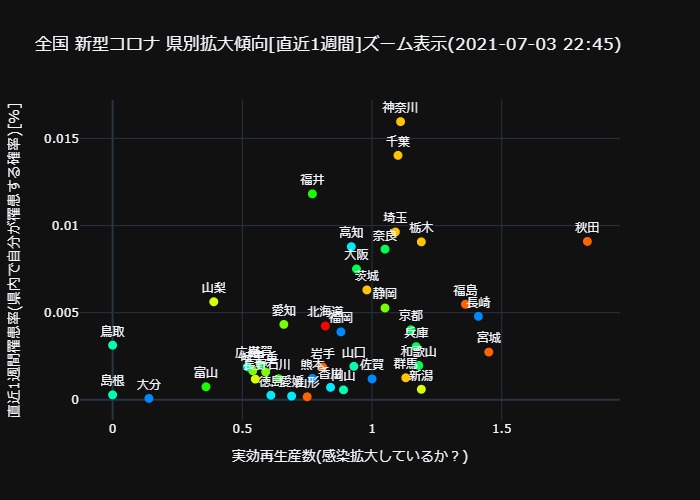 全国 新型コロナ 県別拡大傾向[直近1週間]ズーム表示(2021-07-03 22:45)
直近1週間罹患率(県内で自分が罹患する確率)[%]
0.015
0.01
0.005
0
神奈川
千葉
福井
埼玉
栃木
秋田
高知
奈良
大阪
茨城
山梨
静岡
福島
長崎
愛知
北海道
福岡
京都
鳥取
兵庫
宮城
岩手
山口
和歌山
石川
熊本
佐賀
群馬
富山
香川
新潟
島根
大分
徳島
愛媛
山形
0
0.5
1
1.5
実効再生産数(感染拡大しているか？)